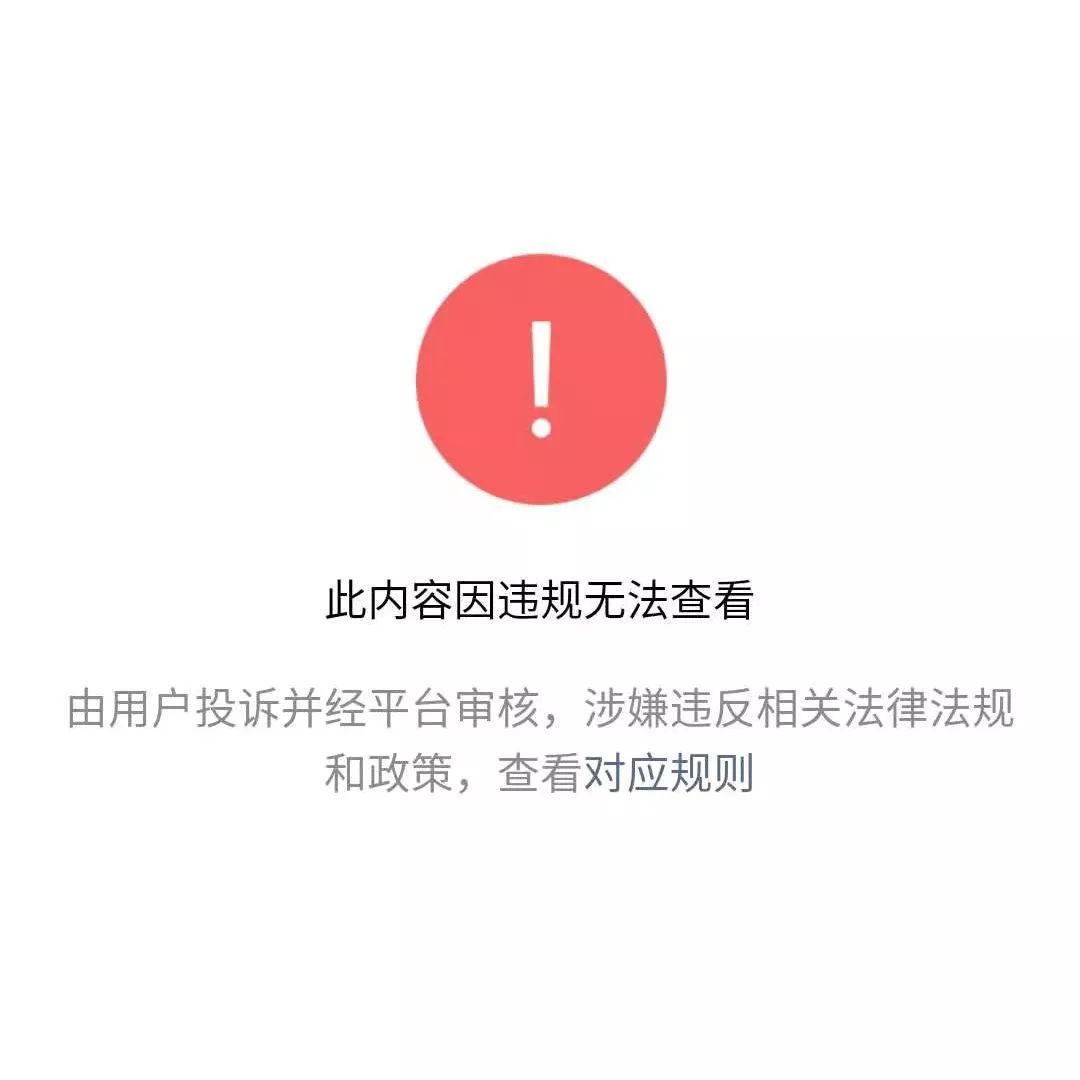 此内容因违规无法查看
由用户投诉并经平台审核，涉嫌违反相关法律法规
和政策，查看对应规则